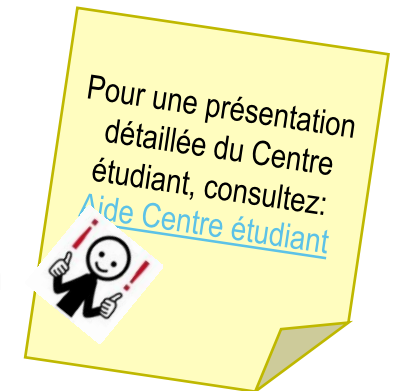 Pour une présentation
détaillée du Centre
étudiant, consultez:
Aide Centre étudiant